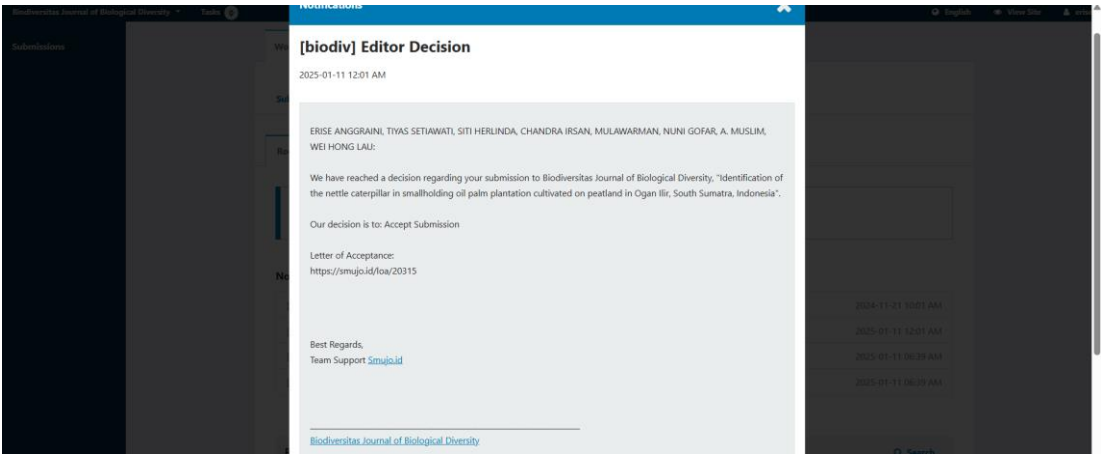 Biodiversitas Journal of Biological Diversity Tasks 0
English View Site
Submissions
Notifications
[biodiv] Editor Decision
2025-01-11 12:01 AM
ERISE ANGGRAINI, TIYAS SETIAWATI, SITI HERLINDA, CHANDRA IRSAN, MULAWARMAN, NUNI GOFAR, A. MUSLIM,
WEI HONG LAU:
We have reached a decision regarding your submission to Biodiversitas Journal of Biological Diversity, "Identification of
the nettle caterpillar in smallholding oil palm plantation cultivated on peatland in Ogan Ilir, South Sumatra, Indonesia".
Our decision is to: Accept Submission
Letter of Acceptance:
https://smujo.id/loa/20315
2024-11-21 10:01 AM
2025-01-11 12:01 AM
Best Regards,
Team Support Smujo.id
2025-01-11 06:39 AM
2025-01-11 06:39 AM
Biodiversitas Journal of Biological Diversity
Search